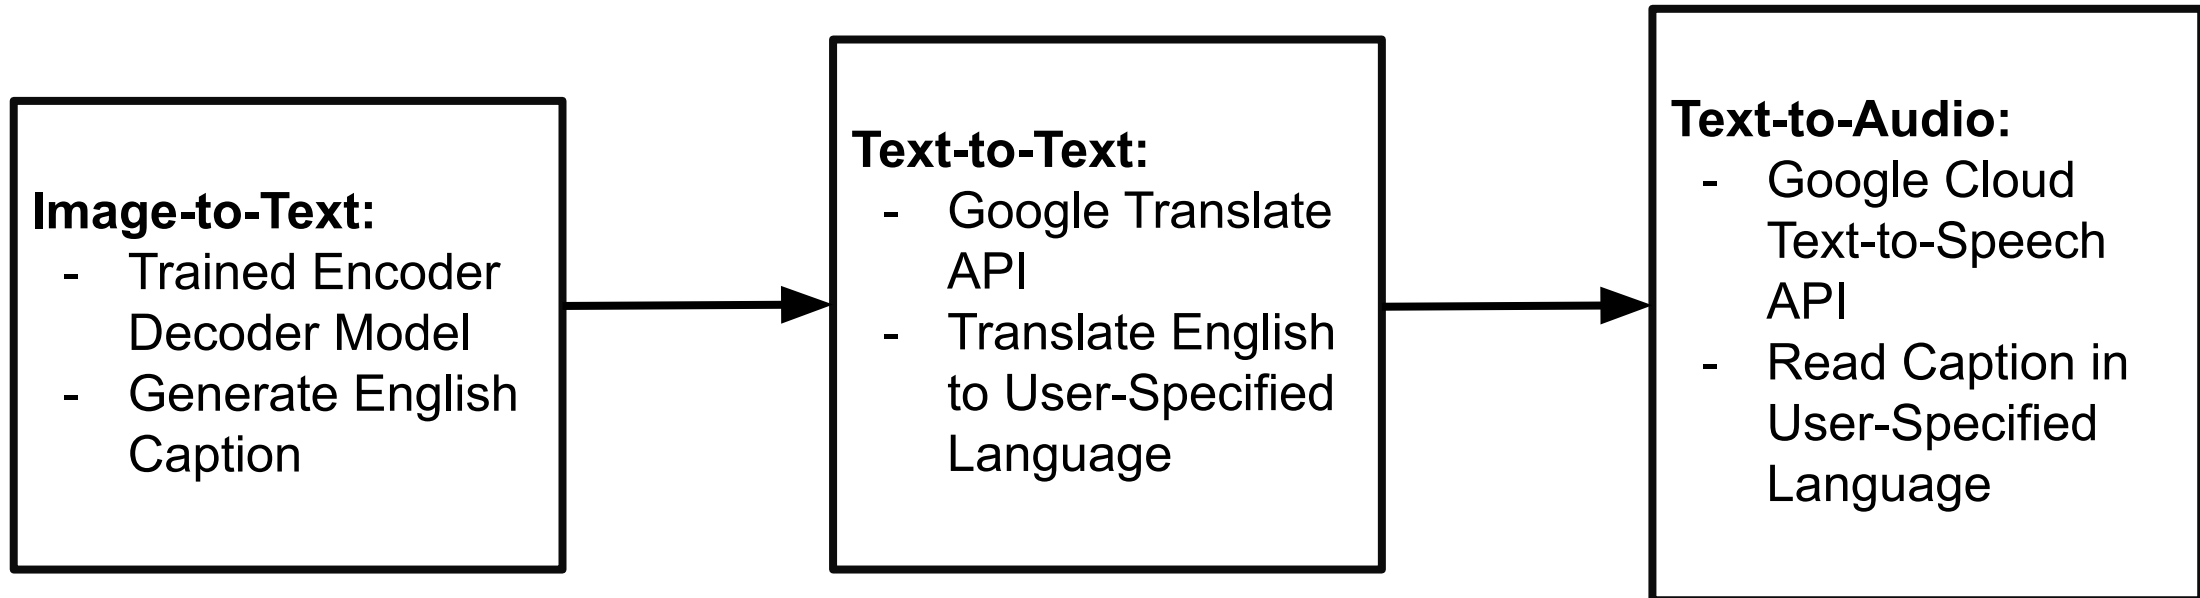 Image-to-Text:
- Trained Encoder
Decoder Model
- Generate English
Caption
Text-to-Text:
- Google Translate
API
- Translate English
to User-Specified
Language
Text-to-Audio:
- Google Cloud
Text-to-Speech
API
- Read Caption in
User-Specified
Language